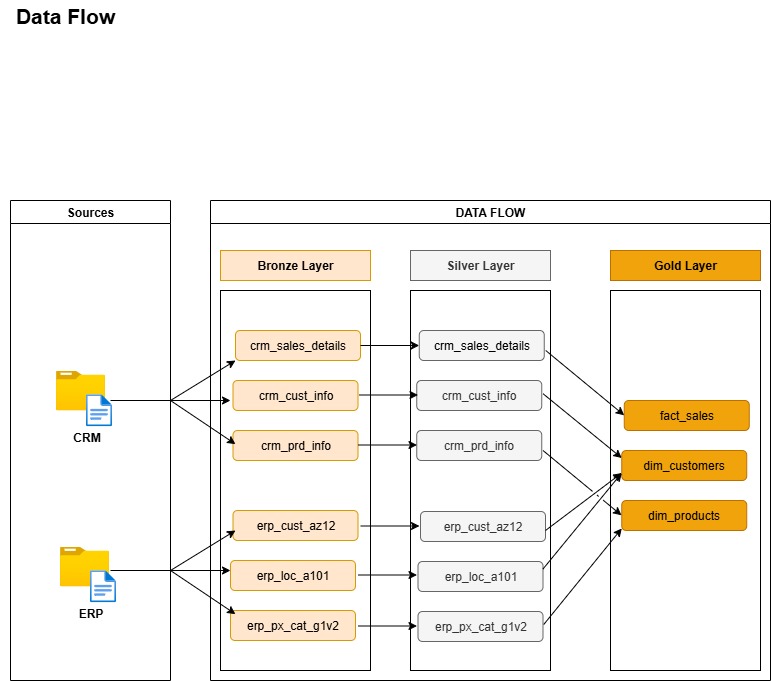 Data Flow
Sources
DATA FLOW
Bronze Layer
Silver Layer
Gold Layer
crm_sales_details
crm_sales_details
crm_cust_info
crm_cust_info
fact_sales
CRM
crm_prd_info
crm_prd_info
dim_customers
dim_products
erp_cust_az12
erp_cust_az12
erp_loc_a101
erp_loc_a101
ERP
erp_px_cat_g1v2
erp_px_cat_g1v2